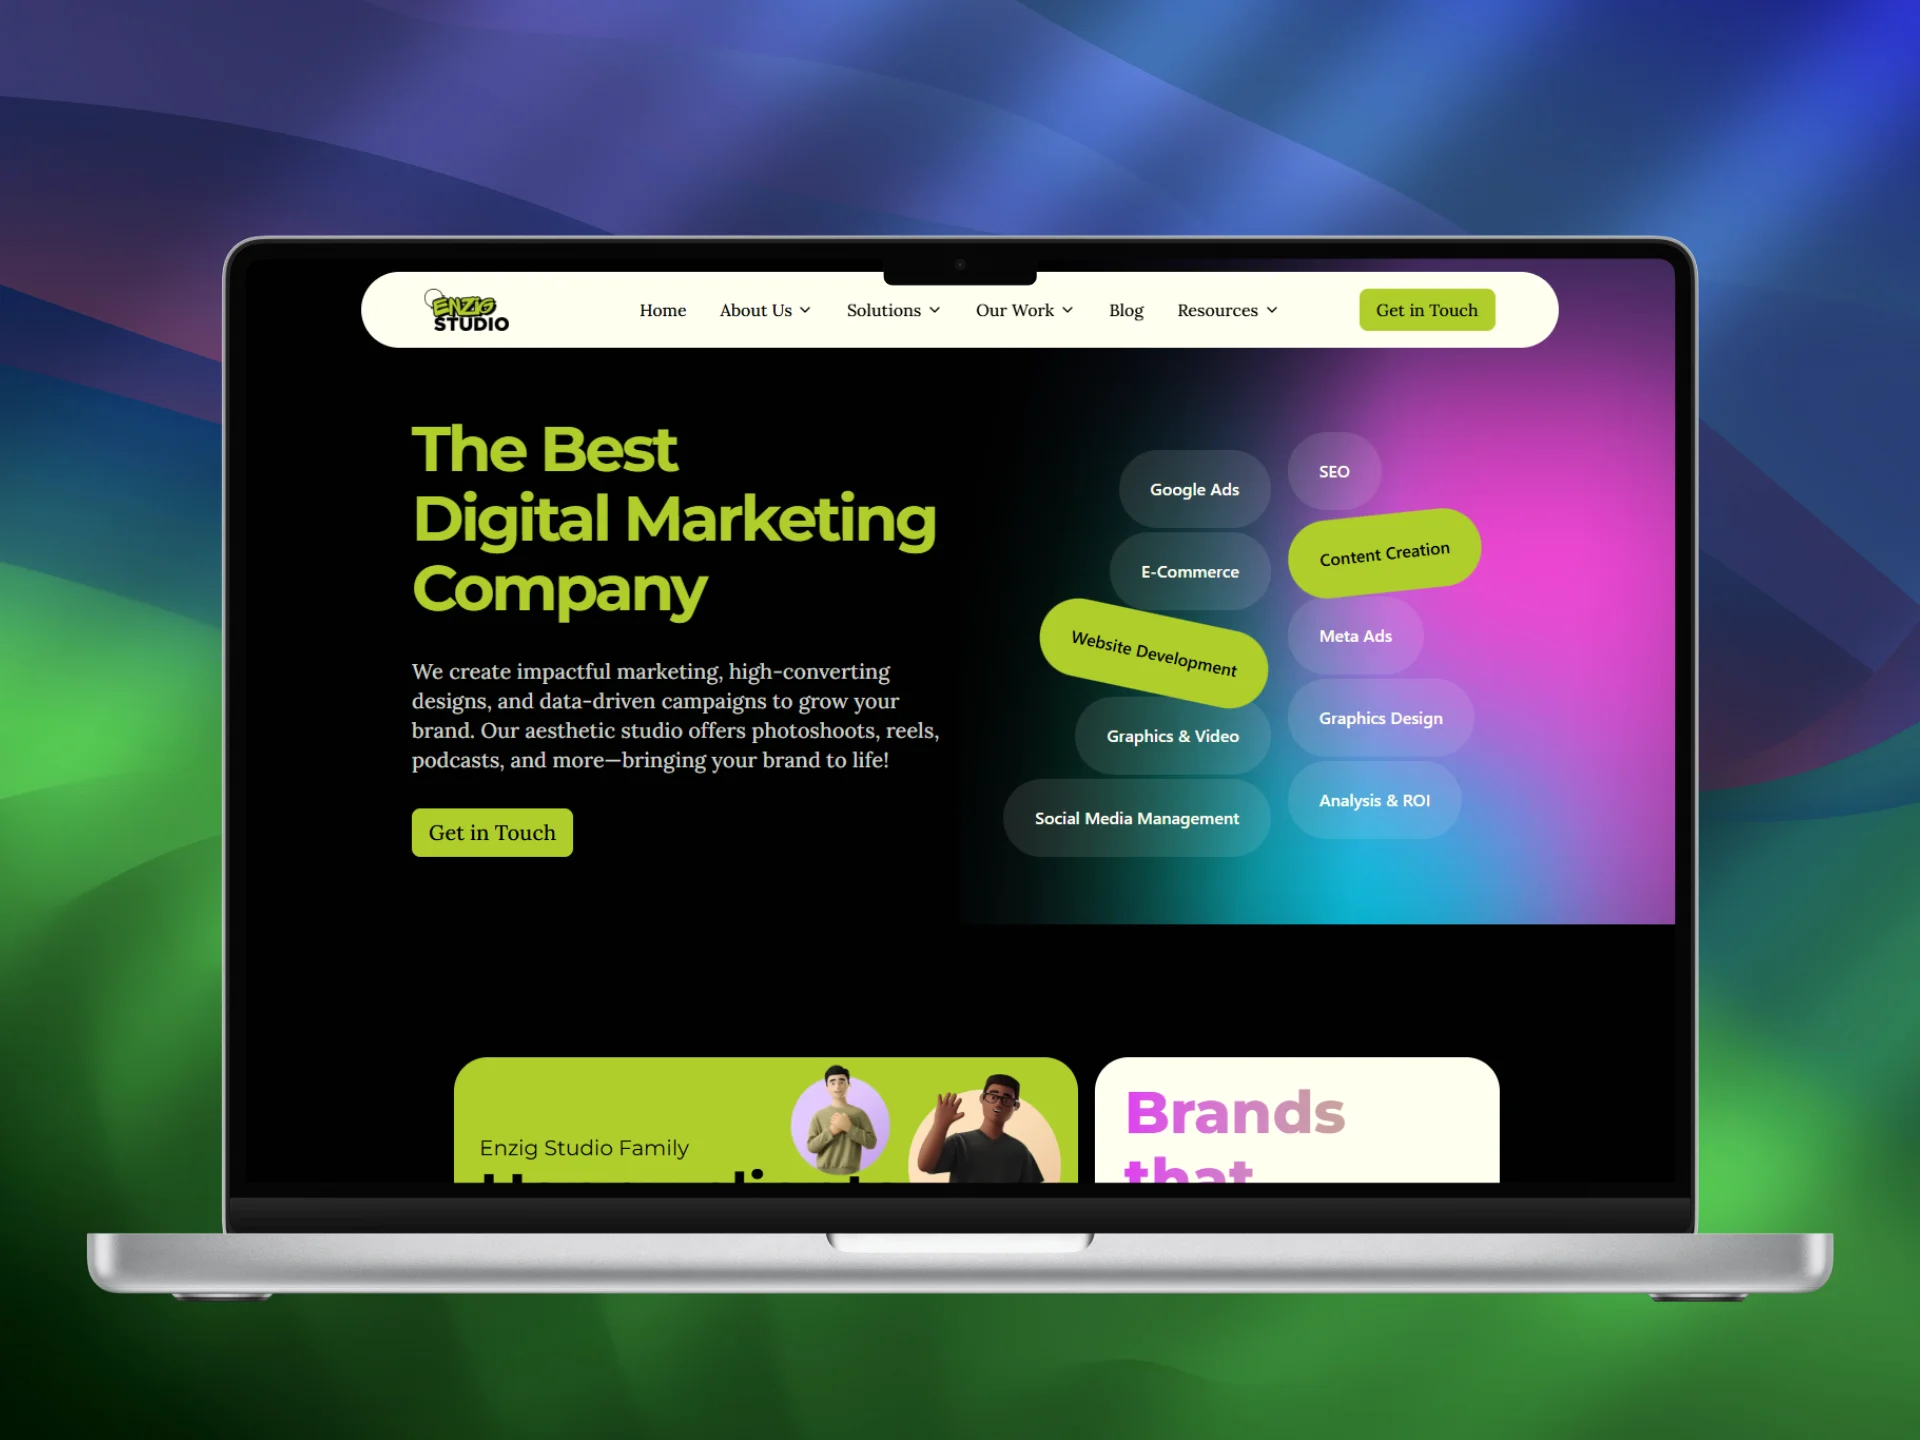 ENZIG
STUDIO
Home
About Us
Solutions
Our Work
Blog
Resources
Get in Touch
The Best
Digital Marketing
Company
We create impactful marketing, high-converting
designs, and data-driven campaigns to grow your
brand. Our aesthetic studio offers photoshoots, reels,
podcasts, and more—bringing your brand to life!
Get in Touch
Google Ads
E-Commerce
Website Development
Graphics & Video
Social Media Management
SEO
Content Creation
Meta Ads
Graphics Design
Analysis & ROI
Enzig Studio Family
Brands
that